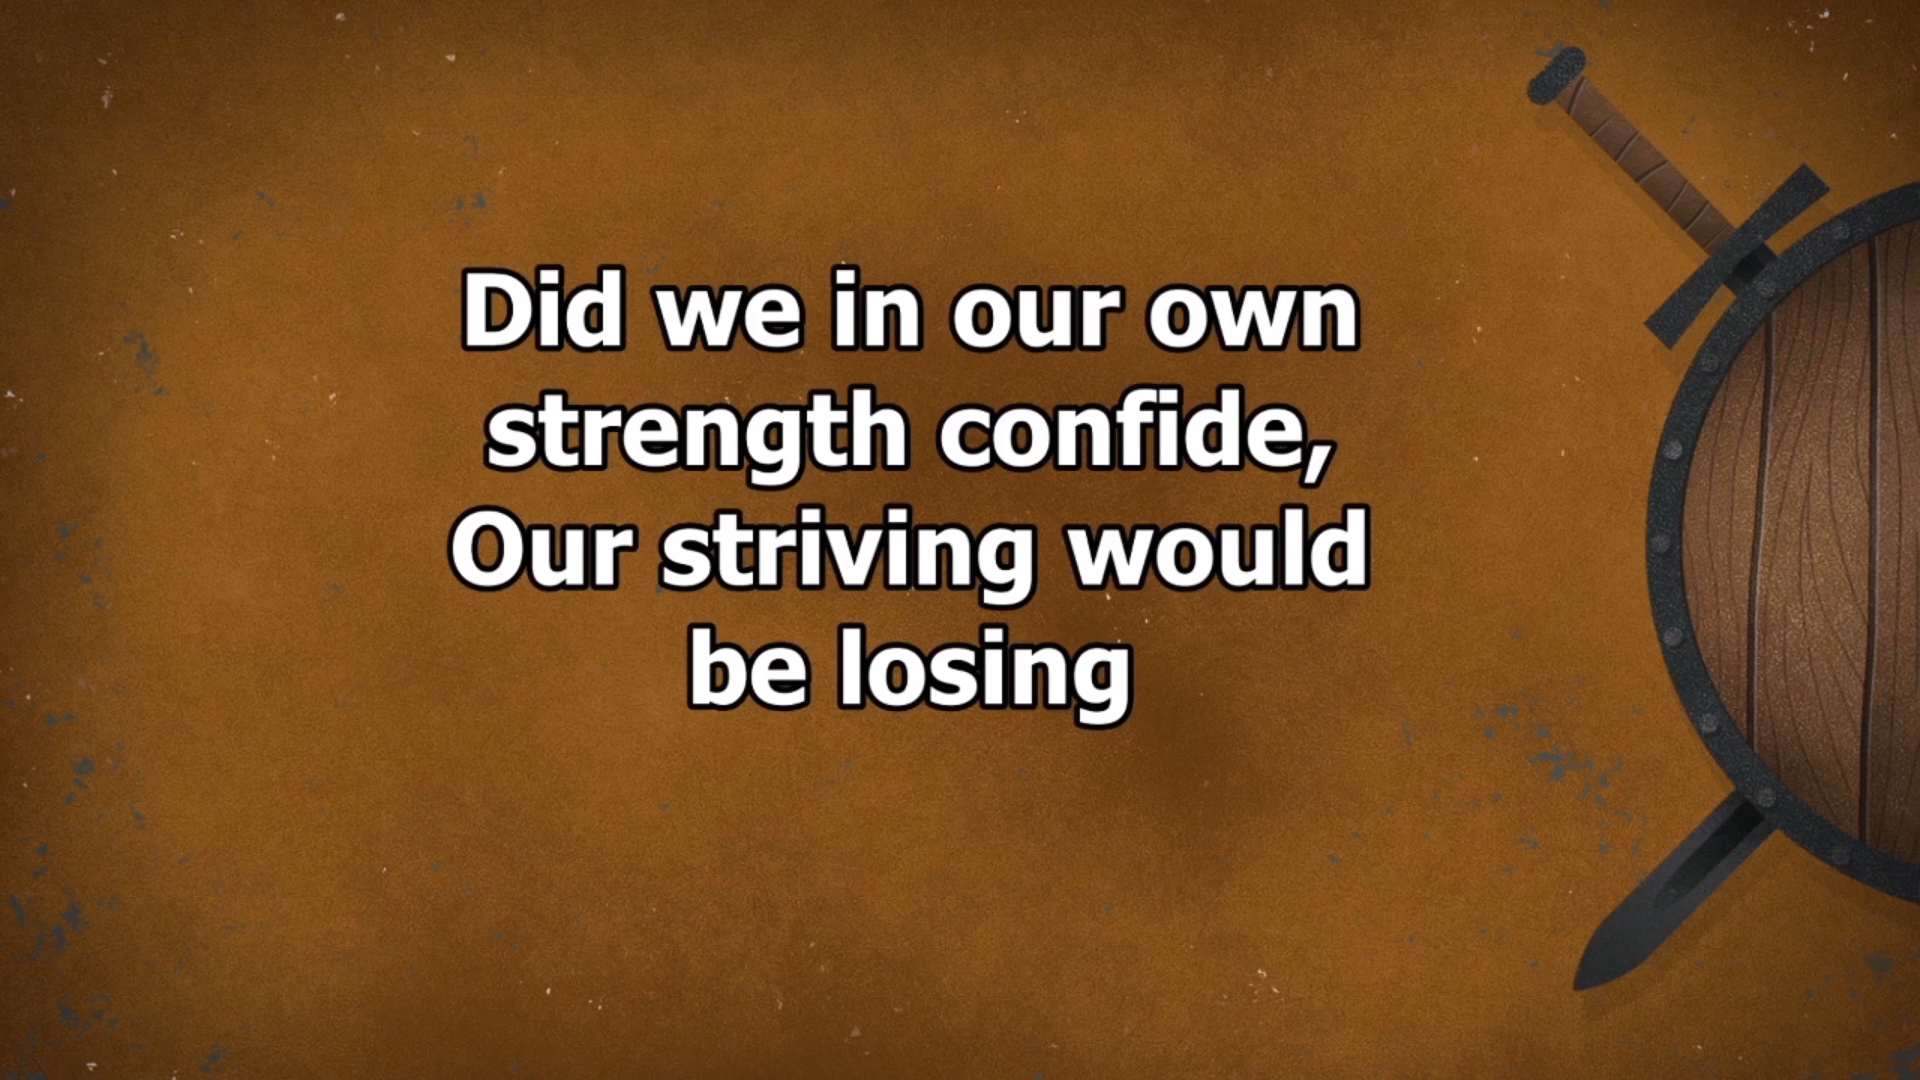 Did we in our own
strength confide,
Our striving would
be losing